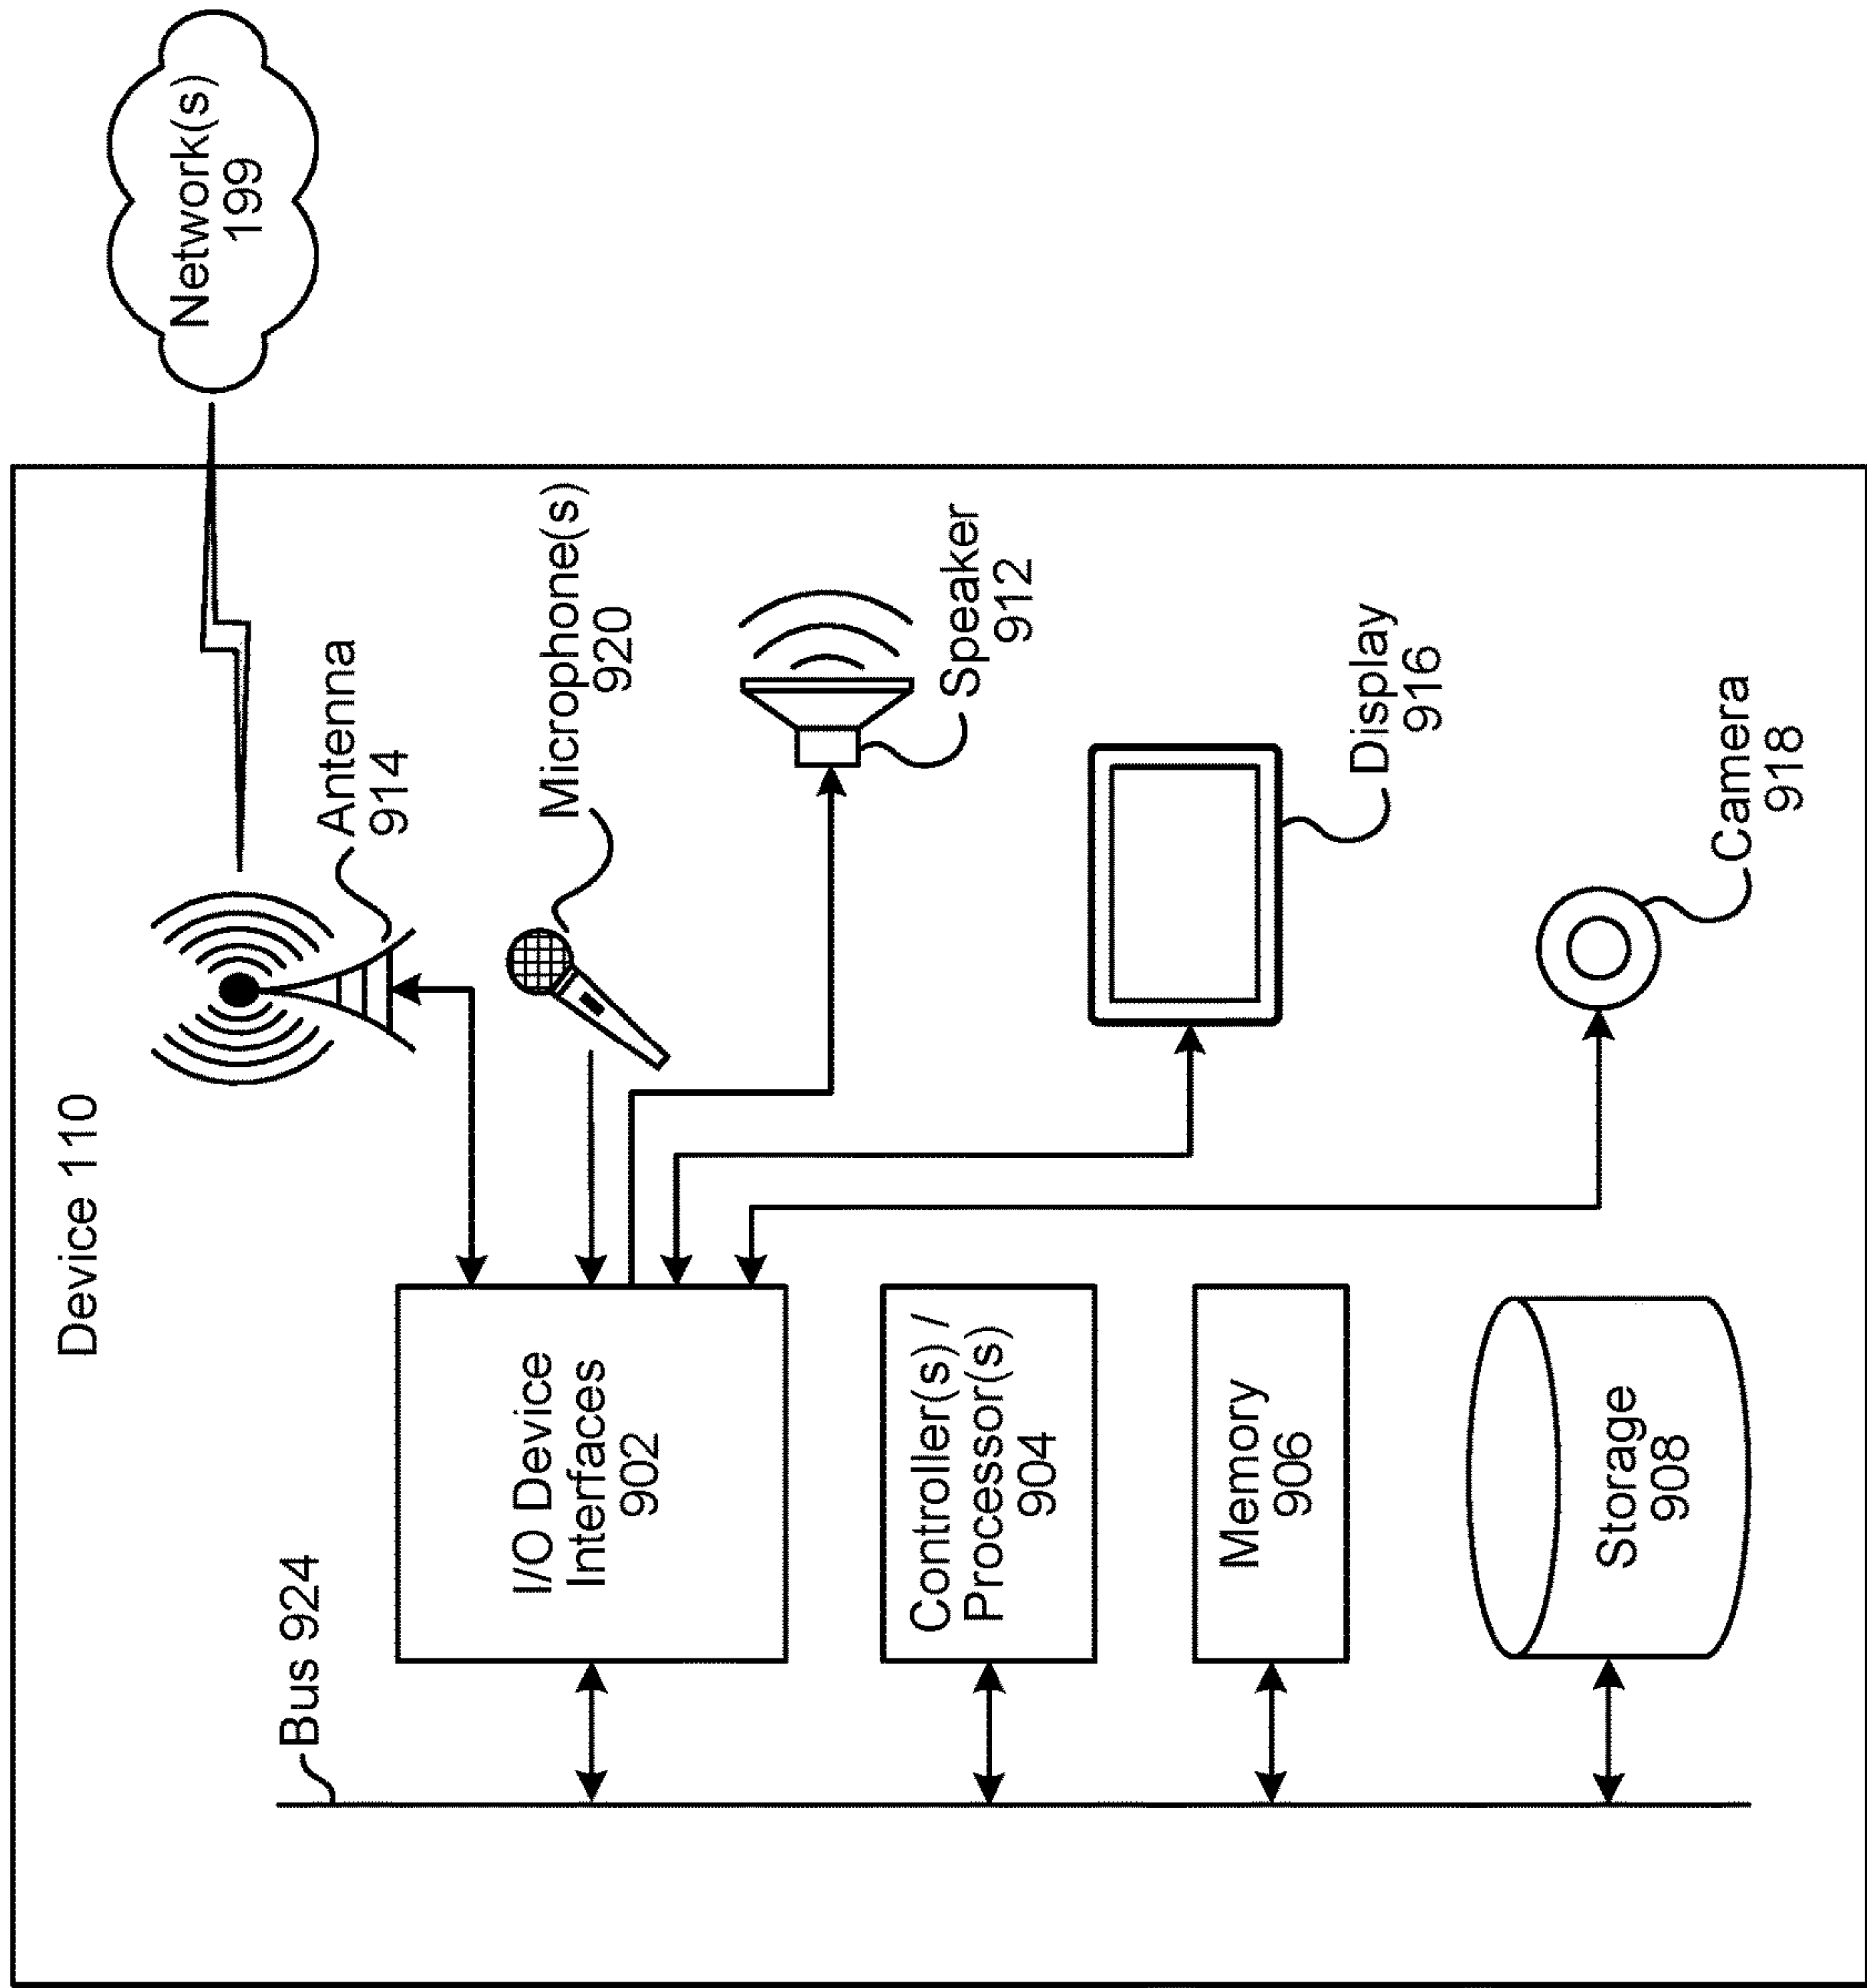 Device 110
Network(s)
199
Bus 924
Antenna
914
I/O Device
Interfaces
902
Microphone(s)
920
Speaker
912
Controller(s) /
Processor(s)
904
Memory
906
Display
916
Storage
908
Camera
918